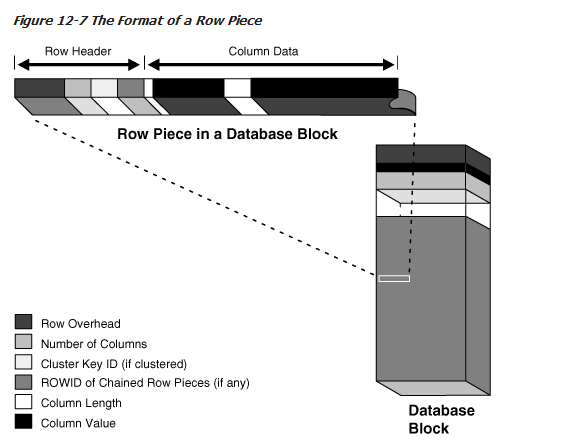 Figure 12-7 The Format of a Row Piece
Row Header
Column Data
Row Piece in a Database Block
Row Overhead
Number of Columns
Cluster Key ID (if clustered)
ROWID of Chained Row Pieces (if any)
Column Length
Column Value
Database
Block